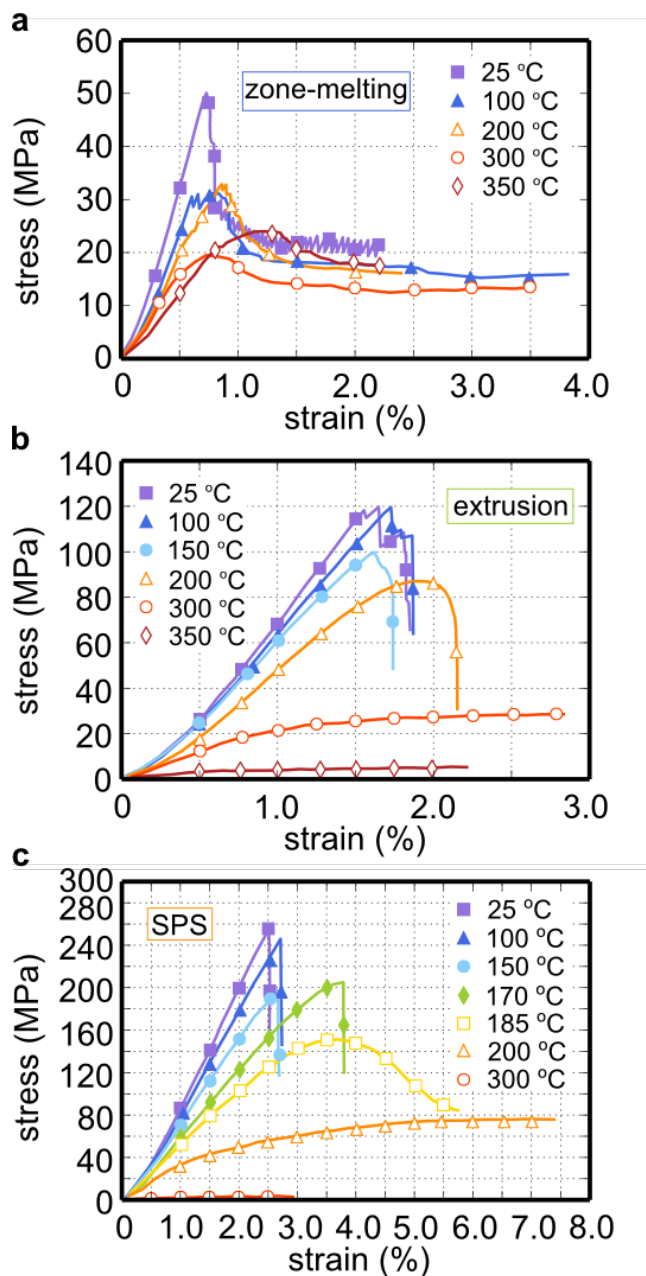 a
60
50
40
30
20
10
0
stress (MPa)
zone-melting
25 °C
100 °C
200 °C
300 °C
350 °C
0 1.0 2.0 3.0 4.0
strain (%)
b
140
120
100
80
60
40
20
0
stress (MPa)
25 °C
100 °C
150 °C
200 °C
300 °C
350 °C
extrusion
0 1.0 2.0 3.0
strain (%)
c
300
240
200
160
120
80
40
0
stress (MPa)
SPS
25 °C
100 °C
150 °C
170 °C
185 °C
200 °C
300 °C
0 1.0 2.0 3.0 4.0 5.0 6.0 7.0 8.0
strain (%)